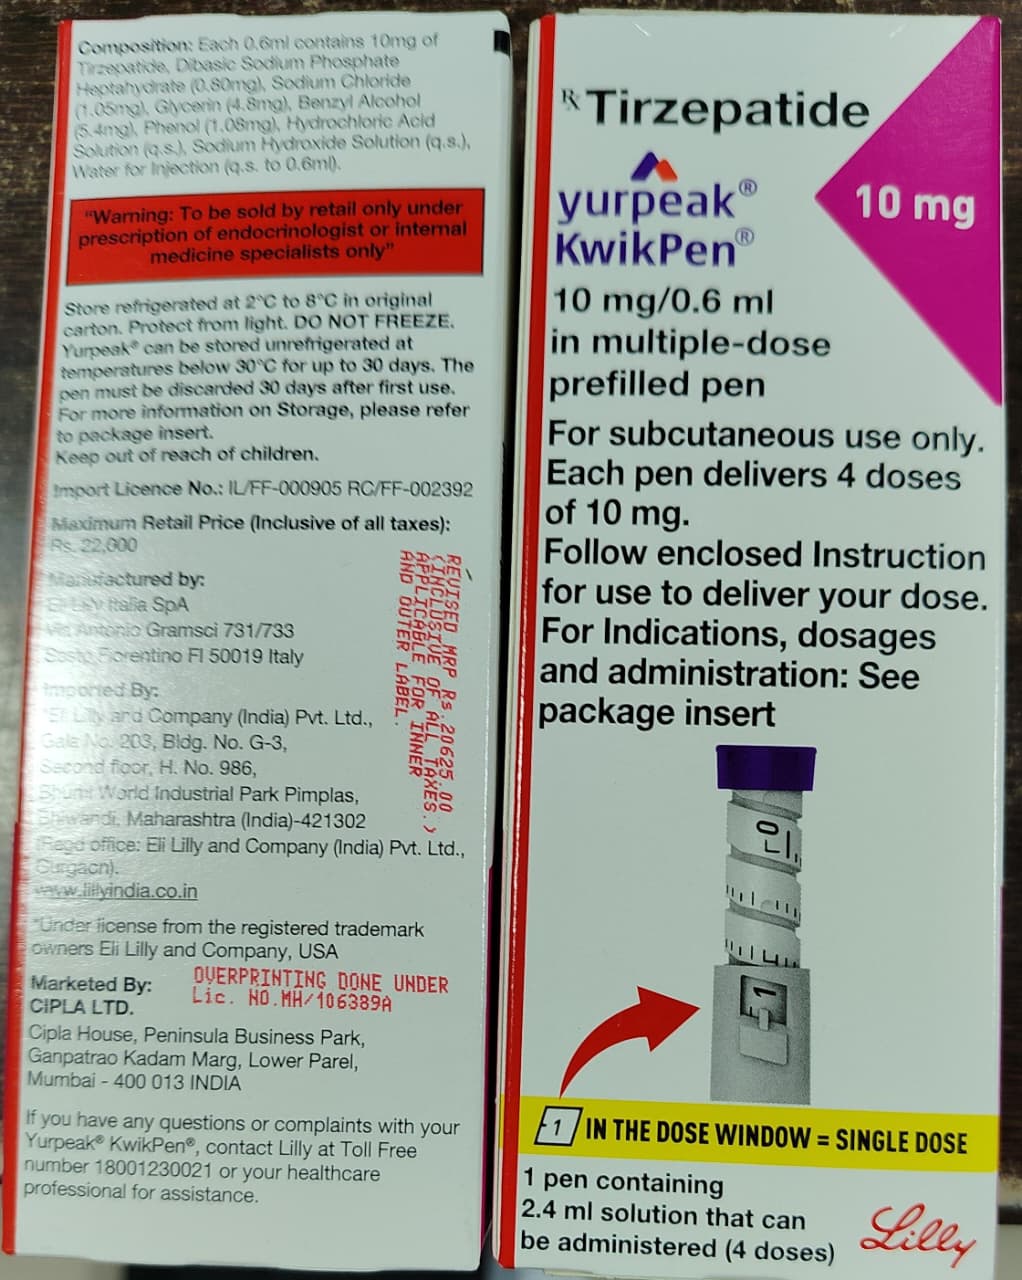 Composition: Each 0.6ml contains 10mg of
Tirzepatide, Dibasic Sodium Phosphate
Heptahydrate (0.80mg), Sodium Chloride
(1.05mg), Glycerin (4.8mg), Benzyl Alcohol
(5.4mg), Phenol (1.08mg), Hydrochloric Acid
Solution (q.s.), Sodium Hydroxide Solution (q.s.),
Water for Injection (q.s. to 0.6ml).
"Warning: To be sold by retail only under
prescription of endocrinologist or internal
medicine specialists only"
Store refrigerated at 2°C to 8°C in original
carton. Protect from light. DO NOT FREEZE.
Yurpeak® can be stored unrefrigerated at
temperatures below 30°C for up to 30 days. The
pen must be discarded 30 days after first use.
For more information on Storage, please refer
to package insert.
Keep out of reach of children.
Import Licence No.: IL/FF-000905 RC/FF-002392
Maximum Retail Price (Inclusive of all taxes):
Rs. 22,000
REVISED MRP Rs.20625.00
(INCLUSIVE OF ALL TAXES.)
APPLICABLE FOR INNER
AND OUTER LABEL.
Manufactured by:
Eli Lilly Italia SpA
Via Antonio Gramsci 731/733
Sesto Fiorentino FI 50019 Italy
Imported By:
*Eli Lilly and Company (India) Pvt. Ltd.,
Gala No. 203, Bldg. No. G-3,
Second floor, H. No. 986,
Bhumi World Industrial Park Pimplas,
Bhiwandi, Maharashtra (India)-421302
(Regd office: Eli Lilly and Company (India) Pvt. Ltd.,
Gurgaon).
www.lillyindia.co.in
*Under license from the registered trademark
owners Eli Lilly and Company, USA
Marketed By:
CIPLA LTD.
OVERPRINTING DONE UNDER
Lic. NO.MH/106389A
Cipla House, Peninsula Business Park,
Ganpatrao Kadam Marg, Lower Parel,
Mumbai - 400 013 INDIA
If you have any questions or complaints with your
Yurpeak® KwikPen®, contact Lilly at Toll Free
number 18001230021 or your healthcare
professional for assistance.
Rx Tirzepatide
yurpeak®
KwikPen®
10 mg
10 mg/0.6 ml
in multiple-dose
prefilled pen
For subcutaneous use only.
Each pen delivers 4 doses
of 10 mg.
Follow enclosed Instruction
for use to deliver your dose.
For Indications, dosages
and administration: See
package insert
0
1
1 IN THE DOSE WINDOW = SINGLE DOSE
1 pen containing
2.4 ml solution that can
be administered (4 doses)
Lilly